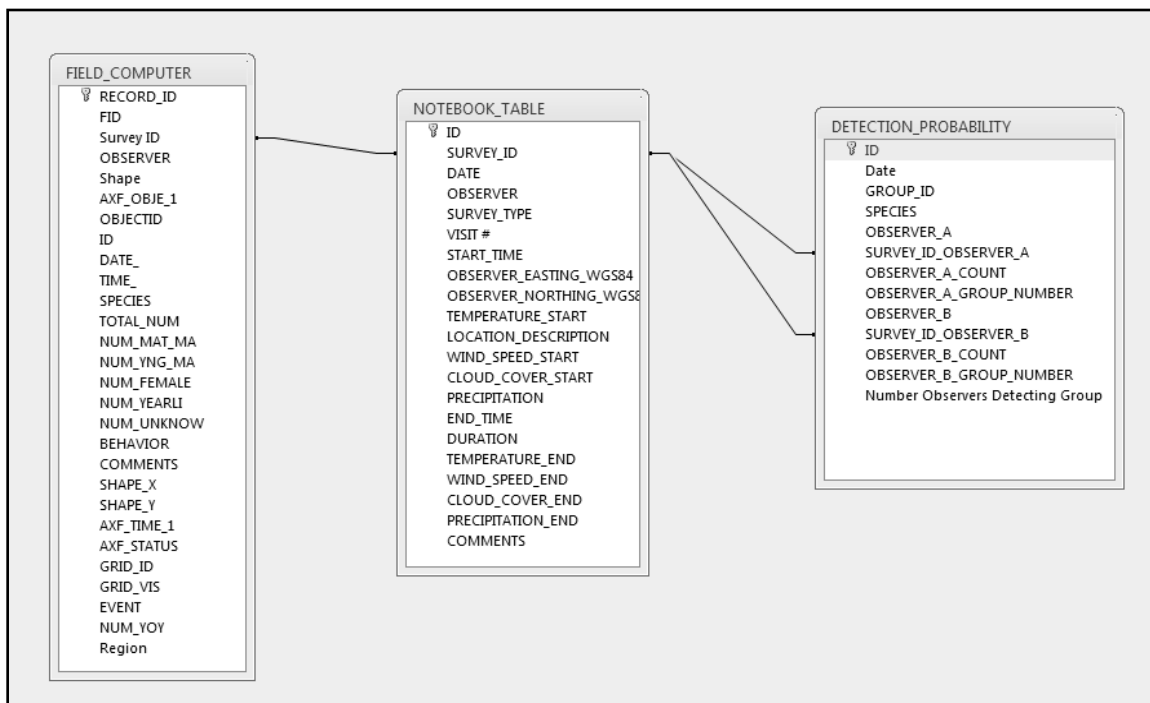 FIELD_COMPUTER
RECORD_ID
FID
Survey ID
OBSERVER
Shape
AXF_OBJE_1
OBJECTID
ID
DATE_
TIME_
SPECIES
TOTAL_NUM
NUM_MAT_MA
NUM_YNG_MA
NUM_FEMALE
NUM_YEARLI
NUM_UNKNOW
BEHAVIOR
COMMENTS
SHAPE_X
SHAPE_Y
AXF_TIME_1
AXF_STATUS
GRID_ID
GRID_VIS
EVENT
NUM_YOY
Region
NOTEBOOK_TABLE
ID
SURVEY_ID
DATE
OBSERVER
SURVEY_TYPE
VISIT #
START_TIME
OBSERVER_EASTING_WGS84
OBSERVER_NORTHING_WGS8
TEMPERATURE_START
LOCATION_DESCRIPTION
WIND_SPEED_START
CLOUD_COVER_START
PRECIPITATION
END_TIME
DURATION
TEMPERATURE_END
WIND_SPEED_END
CLOUD_COVER_END
PRECIPITATION_END
COMMENTS
DETECTION_PROBABILITY
ID
Date
GROUP_ID
SPECIES
OBSERVER_A
SURVEY_ID_OBSERVER_A
OBSERVER_A_COUNT
OBSERVER_A_GROUP_NUMBER
OBSERVER_B
SURVEY_ID_OBSERVER_B
OBSERVER_B_COUNT
OBSERVER_B_GROUP_NUMBER
Number Observers Detecting Group